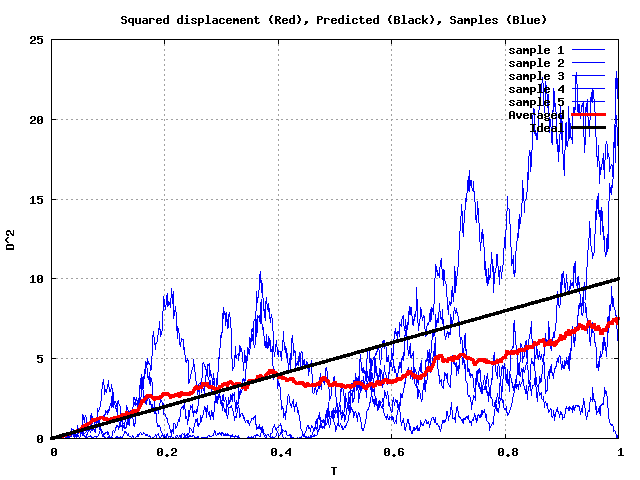 Squared displacement (Red), Predicted (Black), Samples (Blue)
25
20
15
10
5
0
D^2
sample 1
sample 2
sample 3
sample 4
sample 5
Averaged
Ideal
0
0.2
0.4
0.6
0.8
1
T